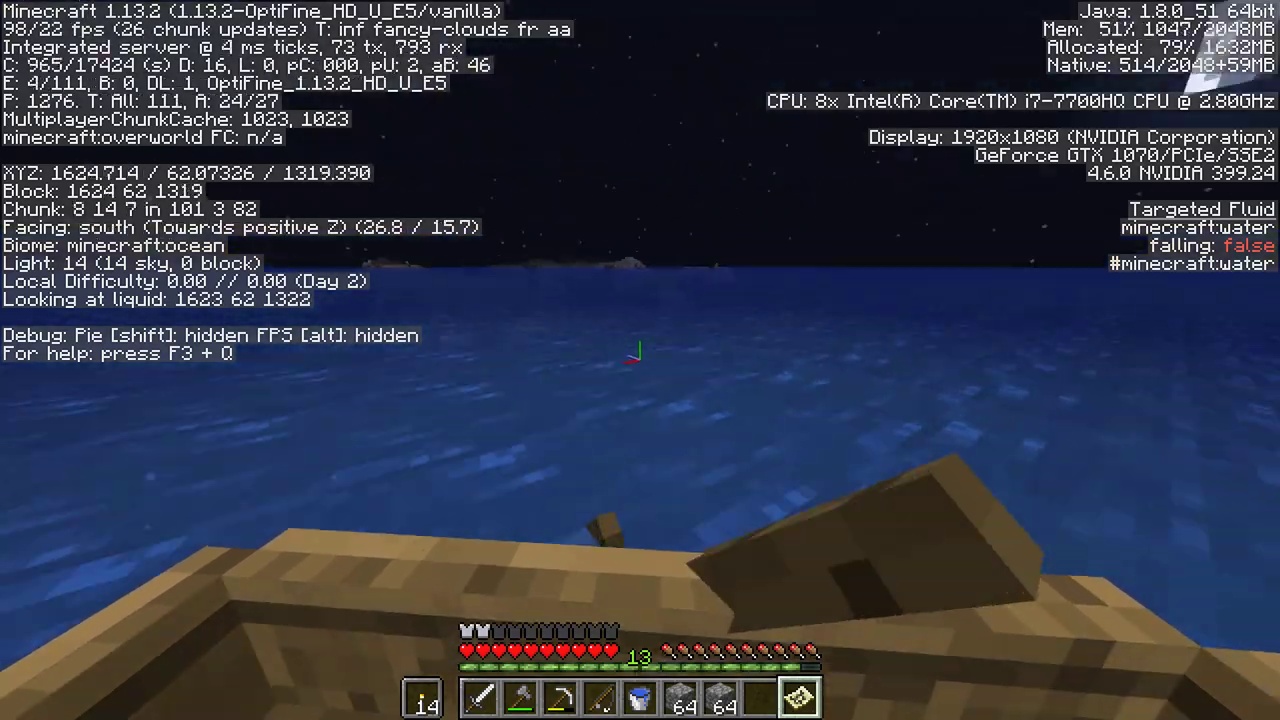 Minecraft 1.13.2 (1.13.2-OptiFine_HD_U_E5/vanilla)
98/22 fps (26 chunk updates) T: inf fancy-clouds fr aa
Integrated server @ 4 ms ticks, 73 tx, 793 rx
C: 965/17424 (s) D: 16, L: 0, pC: 000, pU: 2, aB: 46
E: 4/111, B: 0, DL: 1, OptiFine_1.13.2_HD_U_E5
P: 1276. T: All: 111, A: 24/27
MultiplayerChunkCache: 1023, 1023
minecraft:overworld FC: n/a
XYZ: 1624.714 / 62.07326 / 1319.390
Block: 1624 62 1319
Chunk: 8 14 7 in 101 3 82
Facing: south (Towards positive Z) (26.8 / 15.7)
Biome: minecraft:ocean
Light: 14 (14 sky, 0 block)
Local Difficulty: 0.00 // 0.00 (Day 2)
Looking at liquid: 1623 62 1322
Debug: Pie [shift]: hidden FPS [alt]: hidden
For help: press F3 + Q
Java: 1.8.0_51 64bit
Mem: 51% 1047/2048MB
Allocated: 79% 1632MB
Native: 514/2048+59MB
CPU: 8x Intel(R) Core(TM) i7-7700HQ CPU @ 2.80GHz
Display: 1920x1080 (NVIDIA Corporation)
GeForce GTX 1070/PCIe/SSE2
4.6.0 NVIDIA 399.24
Targeted Fluid
minecraft:water
falling: false
#minecraft:water
13
14
64
64